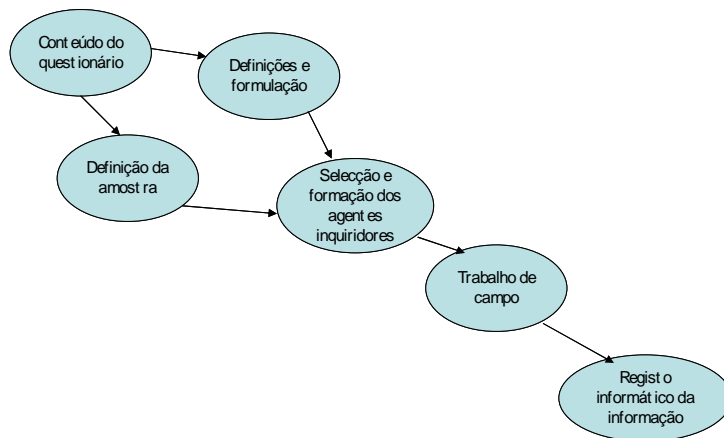 Conteúdo do
questionário
Definições e
formulação
Definição da
amostra
Selecção e
formação dos
agentes
inquiridores
Trabalho de
campo
Registo
informático da
informação